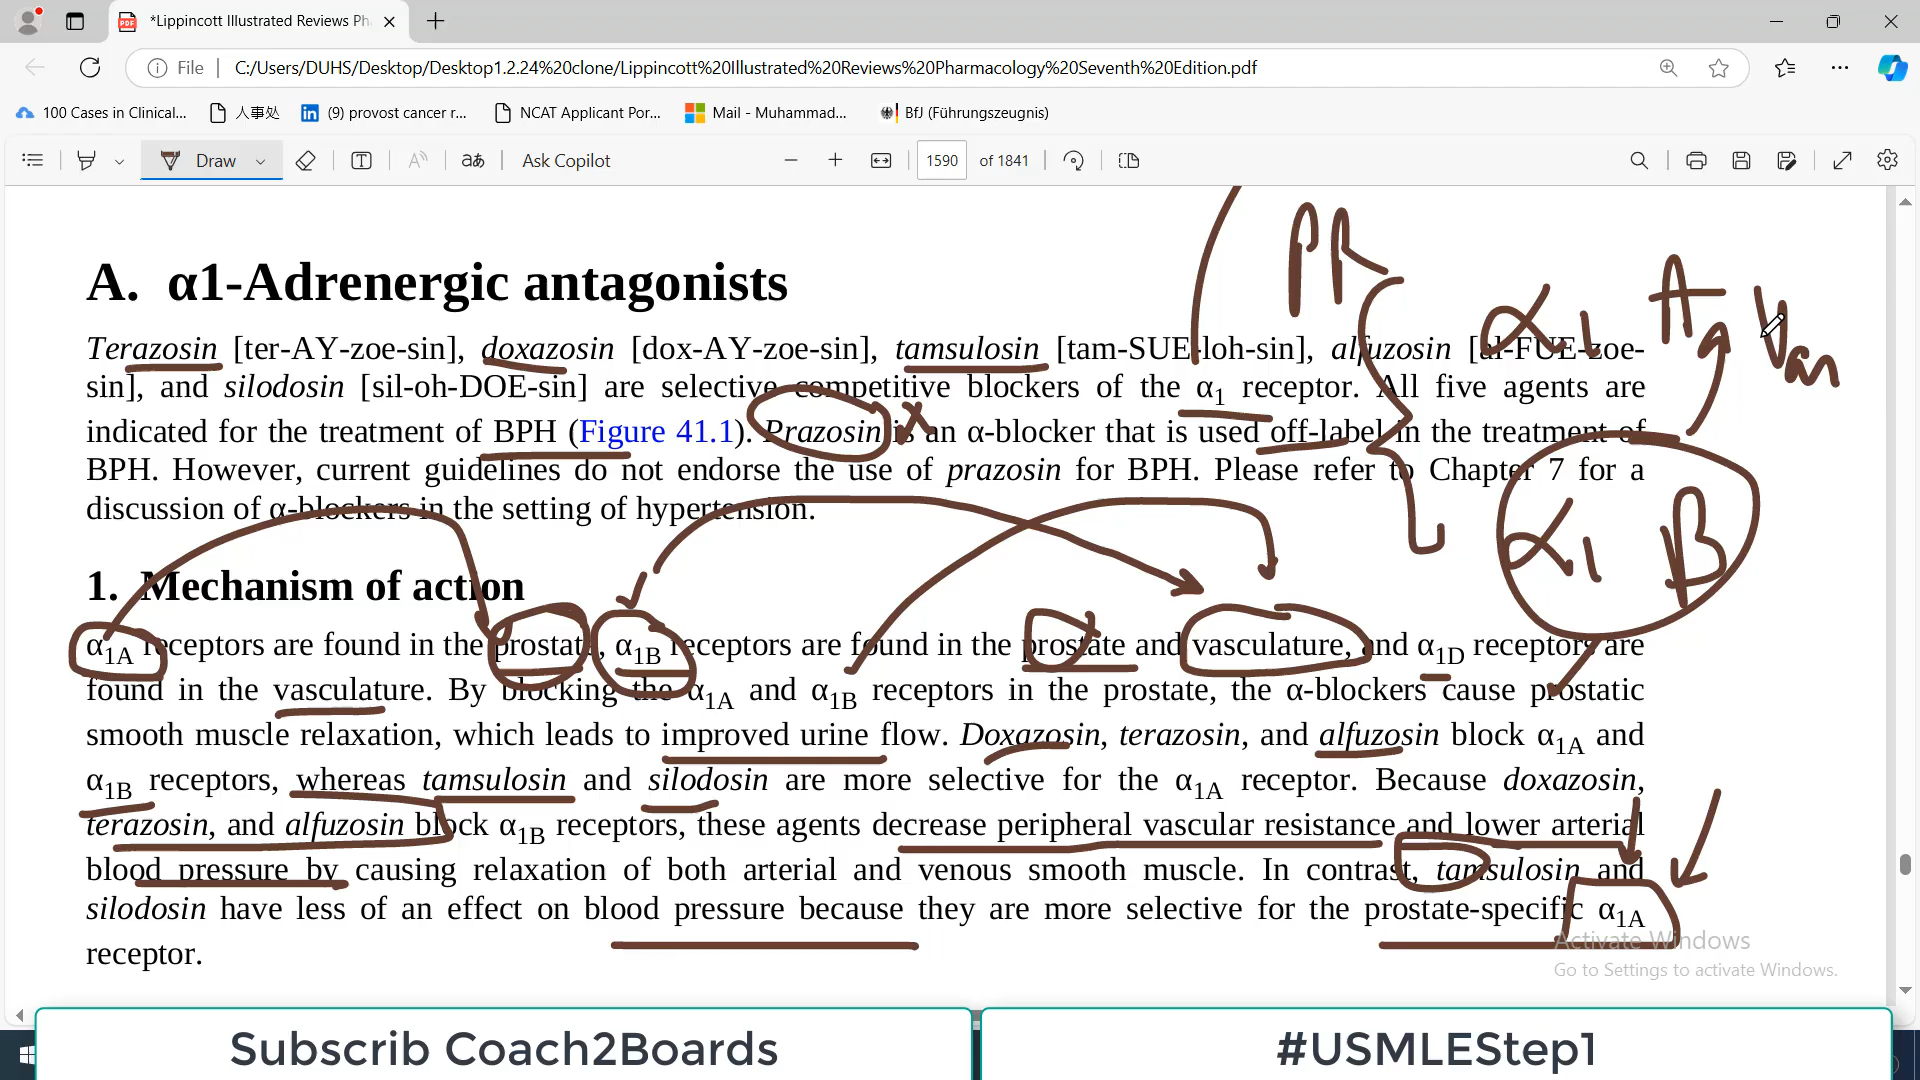 *Lippincott Illustrated Reviews Ph
File C:/Users/DUHS/Desktop/Desktop1.2.24%20clone/Lippincott%20Illustrated%20Reviews%20Pharmacology%20Seventh%20Edition.pdf
100 Cases in Clinical... 人事处 (9) provost cancer r... NCAT Applicant Por... Mail - Muhammad... BfJ (Führungszeugnis)
Draw Ask Copilot 1590 of 1841
A. α1-Adrenergic antagonists
Terazosin [ter-AY-zoe-sin], doxazosin [dox-AY-zoe-sin], tamsulosin [tam-SUE-loh-sin], alfuzosin [al-FUE-zoe-
sin], and silodosin [sil-oh-DOE-sin] are selective competitive blockers of the α1 receptor. All five agents are
indicated for the treatment of BPH (Figure 41.1). Prazosin is an α-blocker that is used off-label in the treatment of
BPH. However, current guidelines do not endorse the use of prazosin for BPH. Please refer to Chapter 7 for a
discussion of α-blockers in the setting of hypertension.
α1 A
α1 B
1. Mechanism of action
α1A receptors are found in the prostate, α1B receptors are found in the prostate and vasculature, and α1D receptors are
found in the vasculature. By blocking the α1A and α1B receptors in the prostate, the α-blockers cause prostatic
smooth muscle relaxation, which leads to improved urine flow. Doxazosin, terazosin, and alfuzosin block α1A and
α1B receptors, whereas tamsulosin and silodosin are more selective for the α1A receptor. Because doxazosin,
terazosin, and alfuzosin block α1B receptors, these agents decrease peripheral vascular resistance and lower arterial
blood pressure by causing relaxation of both arterial and venous smooth muscle. In contrast, tamsulosin and
silodosin have less of an effect on blood pressure because they are more selective for the prostate-specific α1A
receptor.
Activate Windows
Go to Settings to activate Windows.
Subscrib Coach2Boards
#USMLEStep1